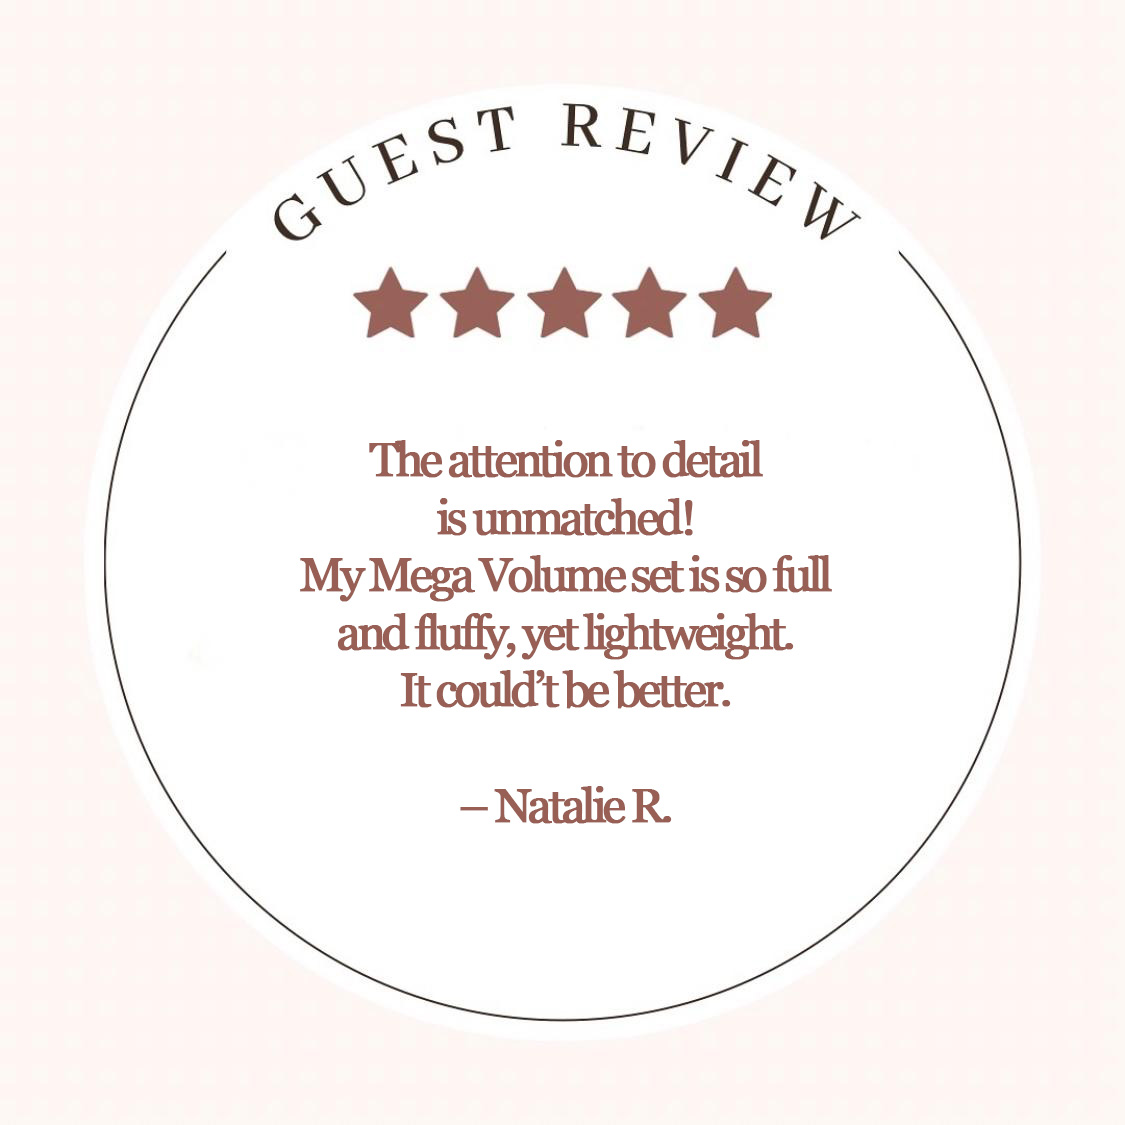 GUEST REVIEW
The attention to detail
is unmatched!
My Mega Volume set is so full
and fluffy, yet lightweight.
It couldn’t be better.
– Natalie R.